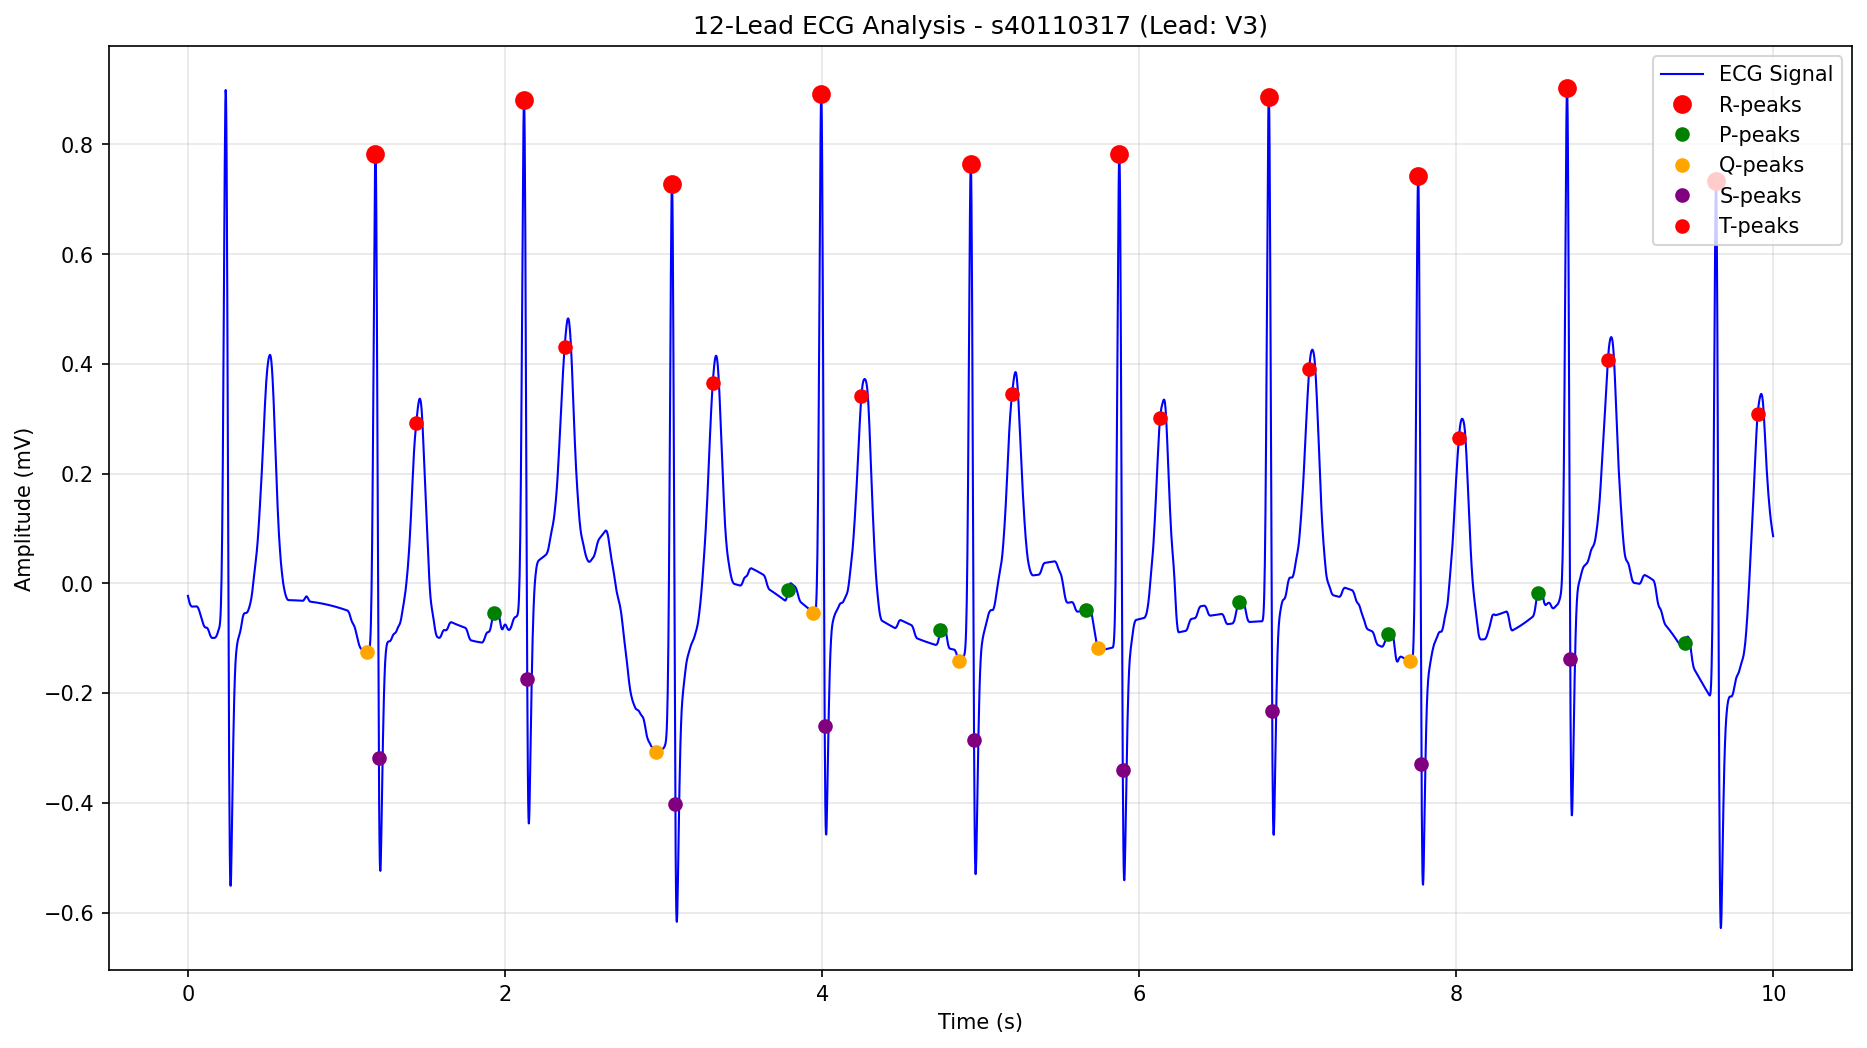 12-Lead ECG Analysis - s40110317 (Lead: V3)
ECG Signal
R-peaks
P-peaks
Q-peaks
S-peaks
T-peaks
Amplitude (mV)
0.8
0.6
0.4
0.2
0.0
−0.2
−0.4
−0.6
0 2 4 6 8 10
Time (s)